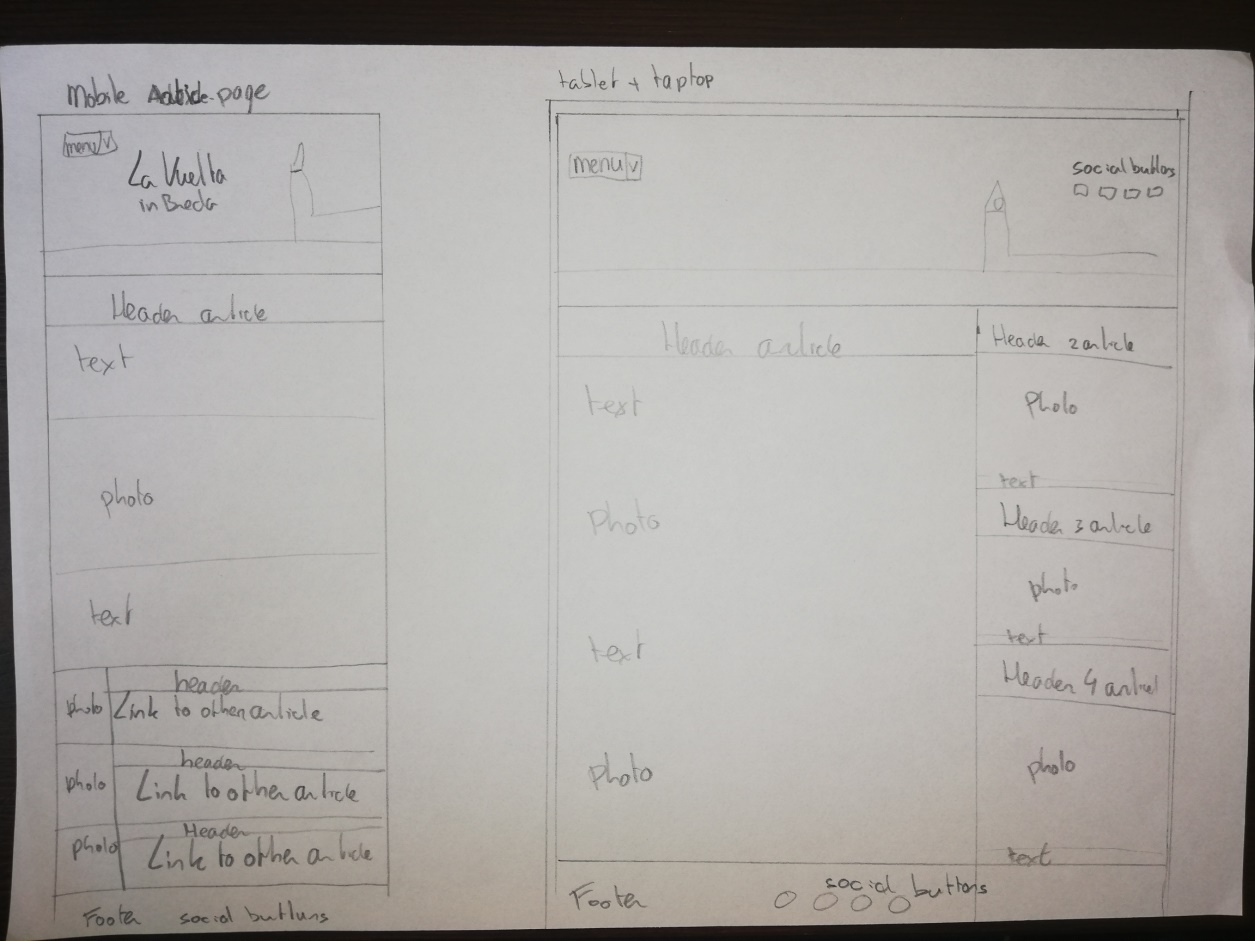 Mobile Article page
menu v
La Vuelta
in Breda
Header article
text
photo
text
photo
header
Link to other article
photo
header
Link to other article
photo
Header
Link to other article
Footer social buttuns
tablet + laptop
menu v
social buttons
Header article
text
photo
text
photo
Header 2 article
Photo
text
Header 3 article
photo
text
Header 4 articel
photo
text
Footer
social buttons